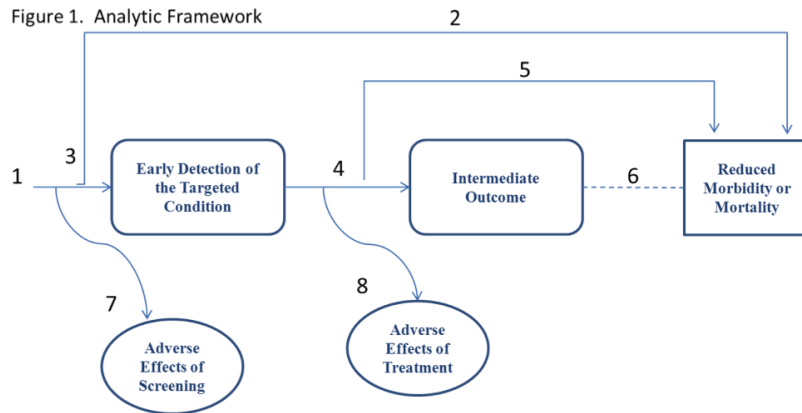 Figure 1. Analytic Framework
2
5
3
1
Early Detection of
the Targeted
Condition
4
Intermediate
Outcome
6
Reduced
Morbidity or
Mortality
7
8
Adverse
Effects of
Screening
Adverse
Effects of
Treatment